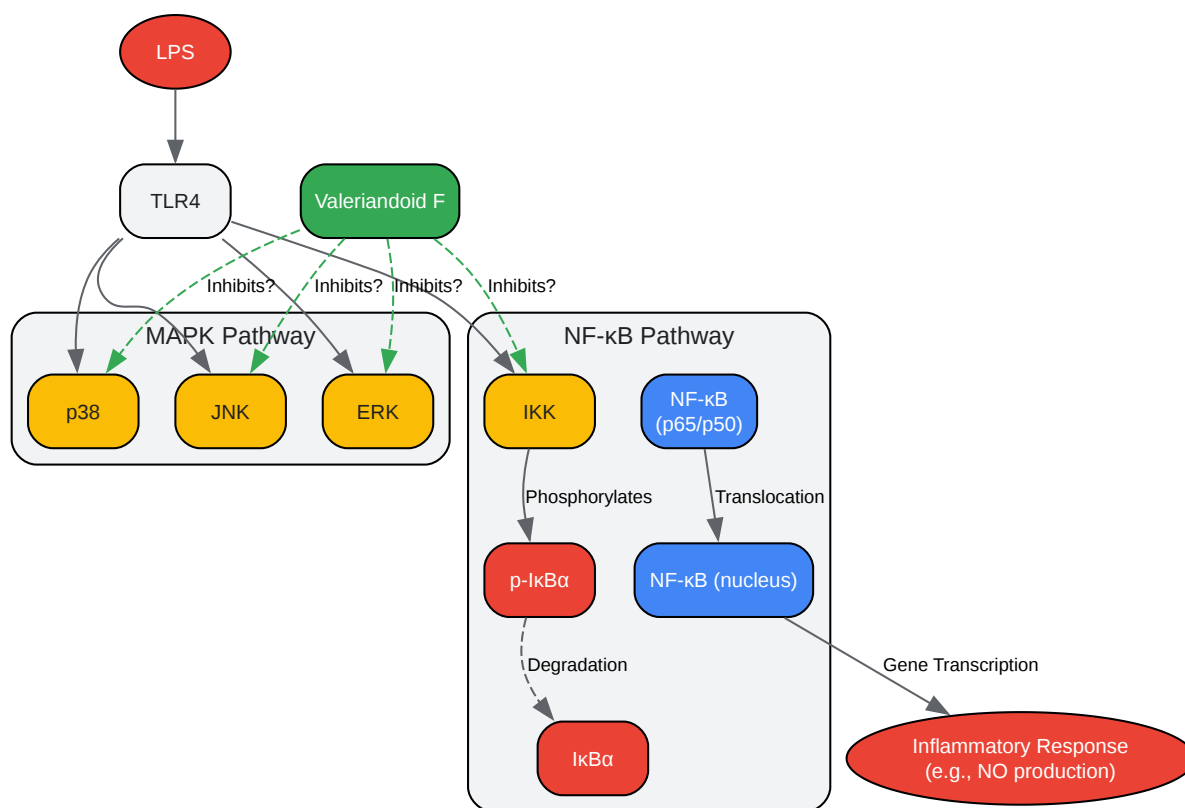 LPS
TLR4
Valeriandoid F
Inhibits?
Inhibits?
Inhibits?
Inhibits?
MAPK Pathway
NF-κB Pathway
p38
JNK
ERK
IKK
NF-κB
(p65/p50)
Phosphorylates
Translocation
p-IκBα
NF-κB (nucleus)
Degradation
Gene Transcription
IκBα
Inflammatory Response
(e.g., NO production)